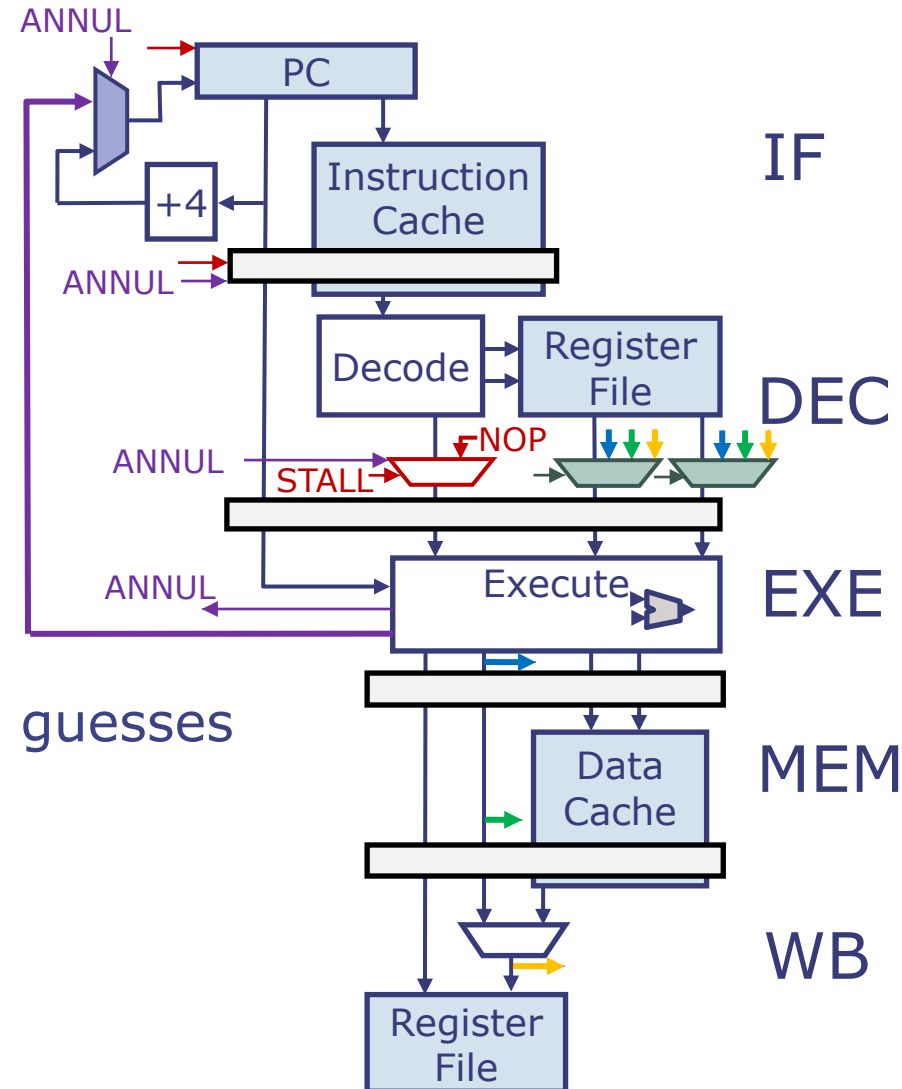 ANNUL
PC
IF
Instruction
Cache
+4
ANNUL
Decode
Register
File
DEC
NOP
ANNUL
STALL
Execute
EXE
ANNUL
guesses
Data
Cache
MEM
WB
Register
File